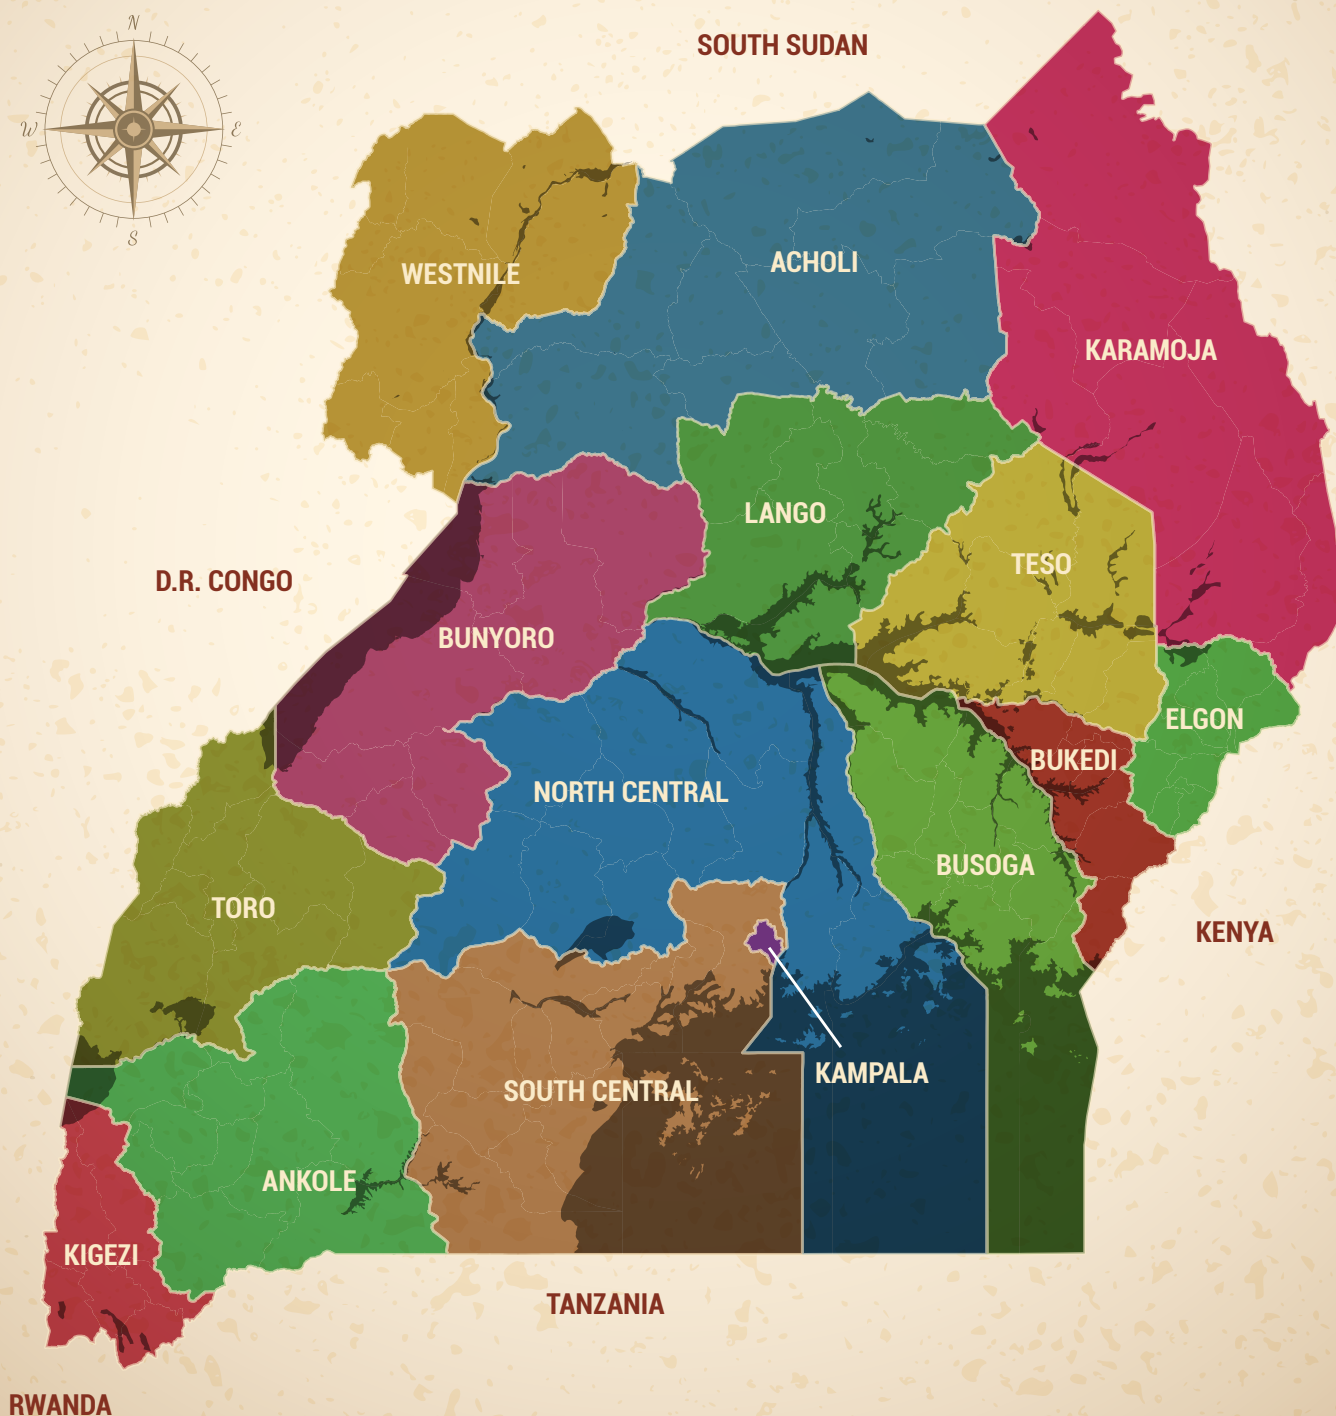 N
SOUTH SUDAN
W
E
S
ACHOLI
WESTNILE
KARAMOJA
LANGO
TESO
D.R. CONGO
BUNYORO
ELGON
BUKEDI
NORTH CENTRAL
BUSOGA
TORO
KENYA
KAMPALA
SOUTH CENTRAL
ANKOLE
KIGEZI
TANZANIA
RWANDA